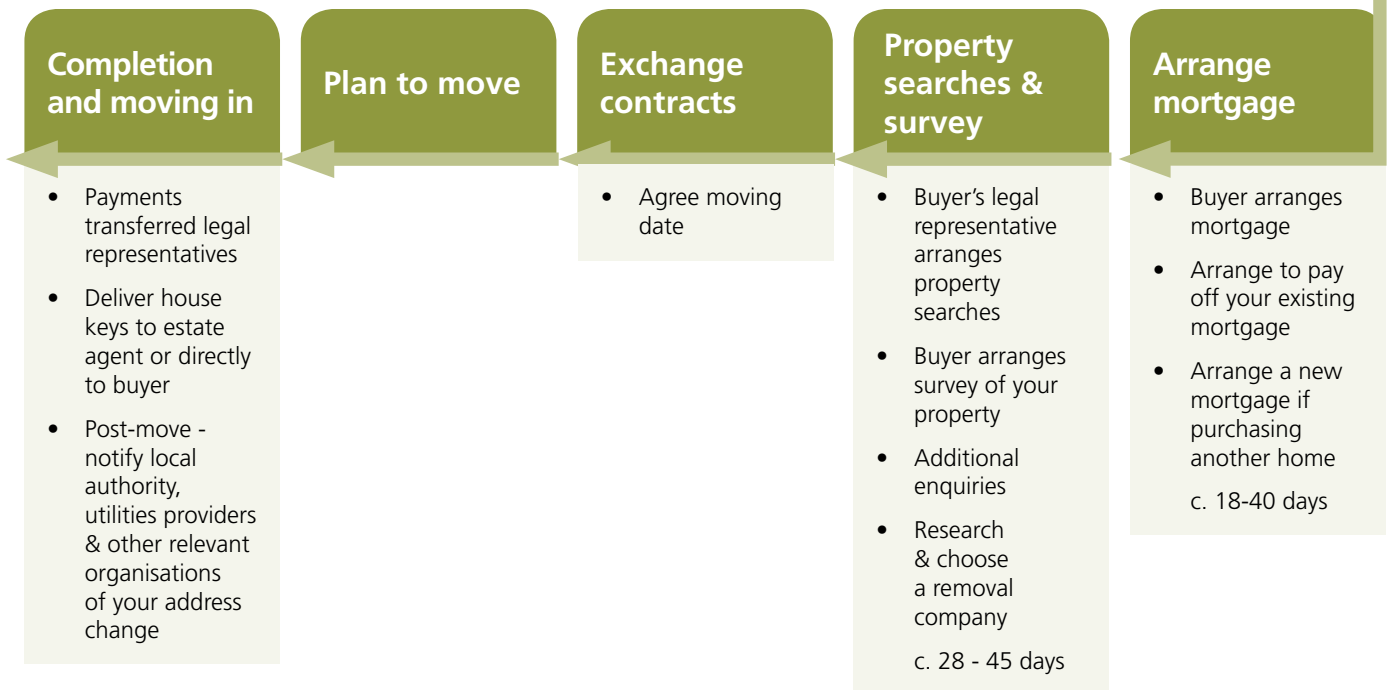 Completion
and moving in
• Payments
transferred legal
representatives
• Deliver house
keys to estate
agent or directly
to buyer
• Post-move -
notify local
authority,
utilities providers
& other relevant
organisations
of your address
change
Plan to move
Exchange
contracts
• Agree moving
date
Property
searches &
survey
• Buyer’s legal
representative
arranges
property
searches
• Buyer arranges
survey of your
property
• Additional
enquiries
• Research
& choose
a removal
company
c. 28 - 45 days
Arrange
mortgage
• Buyer arranges
mortgage
• Arrange to pay
off your existing
mortgage
• Arrange a new
mortgage if
purchasing
another home
c. 18-40 days